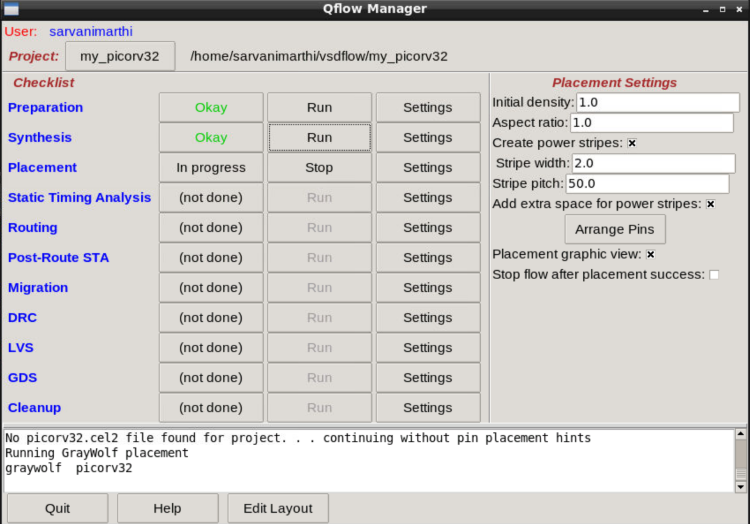 Qflow Manager
User: sarvanimarthi
Project: my_picorv32 /home/sarvanimarthi/vsdflow/my_picorv32
Checklist
Preparation Okay Run Settings
Synthesis Okay Run Settings
Placement In progress Stop Settings
Static Timing Analysis (not done) Run Settings
Routing (not done) Run Settings
Post-Route STA (not done) Run Settings
Migration (not done) Run Settings
DRC (not done) Run Settings
LVS (not done) Run Settings
GDS (not done) Run Settings
Cleanup (not done) Run Settings
Placement Settings
Initial density: 1.0
Aspect ratio: 1.0
Create power stripes:
Stripe width: 2.0
Stripe pitch: 50.0
Add extra space for power stripes:
Arrange Pins
Placement graphic view:
Stop flow after placement success:
No picorv32.cel2 file found for project. . . continuing without pin placement hints
Running GrayWolf placement
graywolf  picorv32
Quit Help Edit Layout